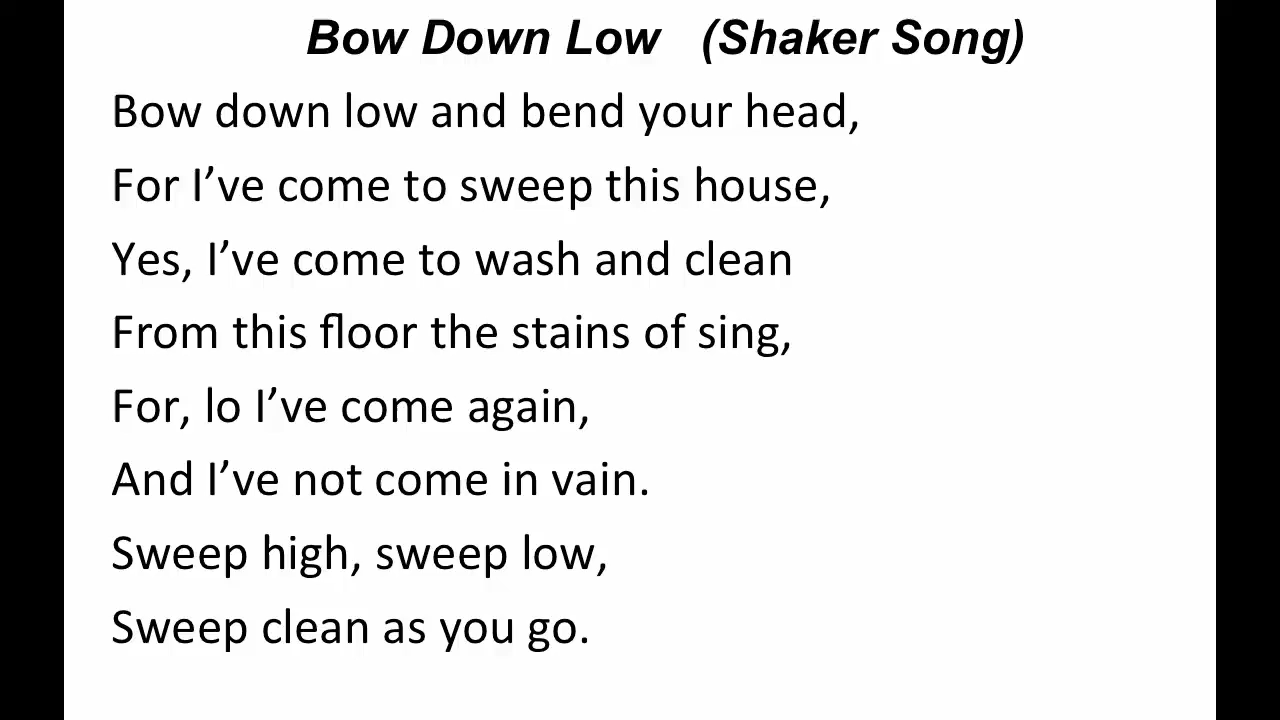 Bow Down Low (Shaker Song)
Bow down low and bend your head,
For I’ve come to sweep this house,
Yes, I’ve come to wash and clean
From this floor the stains of sing,
For, lo I’ve come again,
And I’ve not come in vain.
Sweep high, sweep low,
Sweep clean as you go.